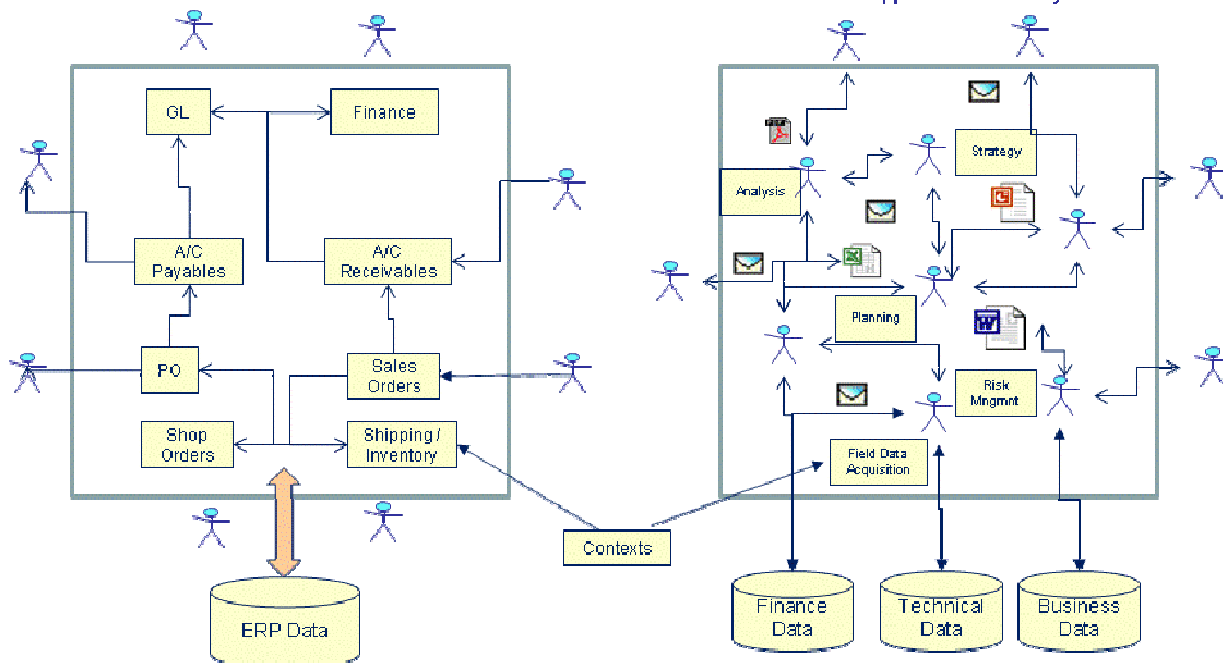 GL
Finance
A/C
Payables
A/C
Receivables
PO
Sales
Orders
Shop
Orders
Shipping /
Inventory
ERP Data
Contexts
Analysis
Strategy
Planning
Risk
Mngmnt
Field Data
Acquisition
Finance
Data
Technical
Data
Business
Data